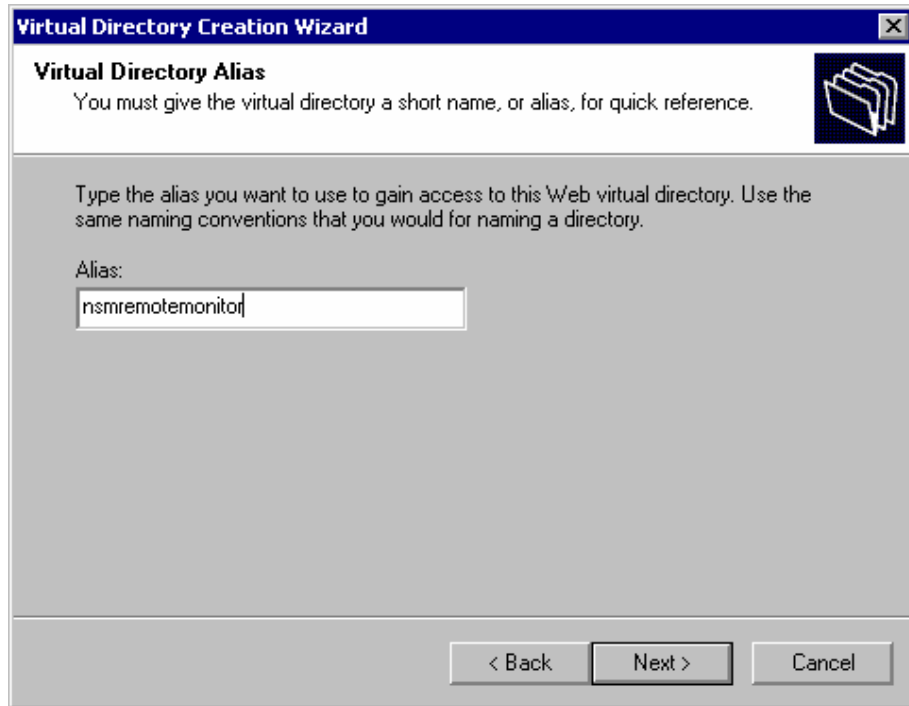 Virtual Directory Creation Wizard
Virtual Directory Alias
You must give the virtual directory a short name, or alias, for quick reference.
Type the alias you want to use to gain access to this Web virtual directory. Use the
same naming conventions that you would for naming a directory.
Alias:
nsmremotemonitor
< Back Next > Cancel